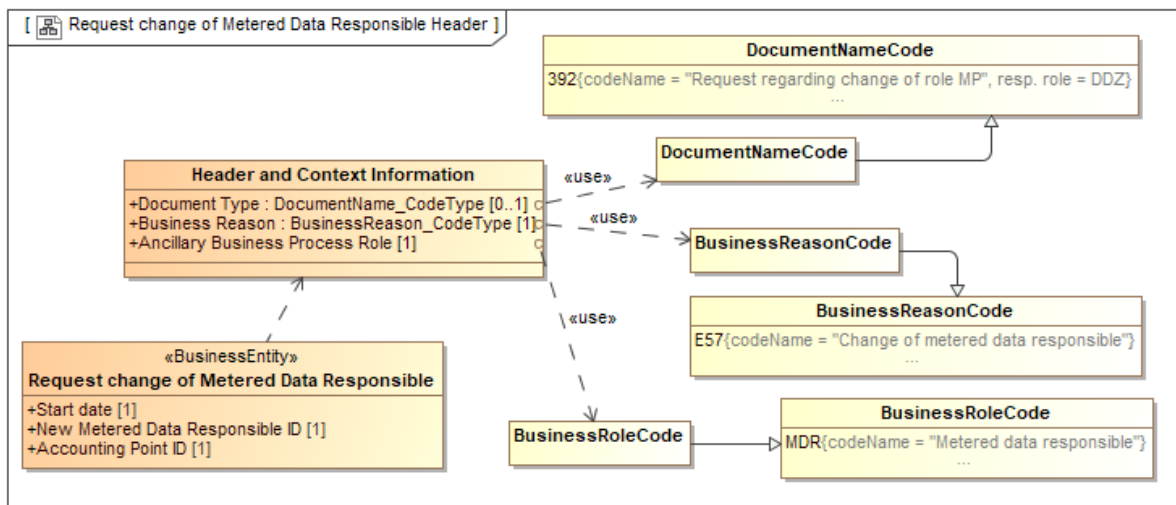 [ Request change of Metered Data Responsible Header ]
DocumentNameCode
392{codeName = "Request regarding change of role MP", resp. role = DDZ}
...
DocumentNameCode
«use»
Header and Context Information
+Document Type : DocumentName_CodeType [0..1]
+Business Reason : BusinessReason_CodeType [1]
+Ancillary Business Process Role [1]
«use»
BusinessReasonCode
BusinessReasonCode
E57{codeName = "Change of metered data responsible"}
...
«use»
«BusinessEntity»
Request change of Metered Data Responsible
+Start date [1]
+New Metered Data Responsible ID [1]
+Accounting Point ID [1]
BusinessRoleCode
BusinessRoleCode
MDR{codeName = "Metered data responsible"}
...